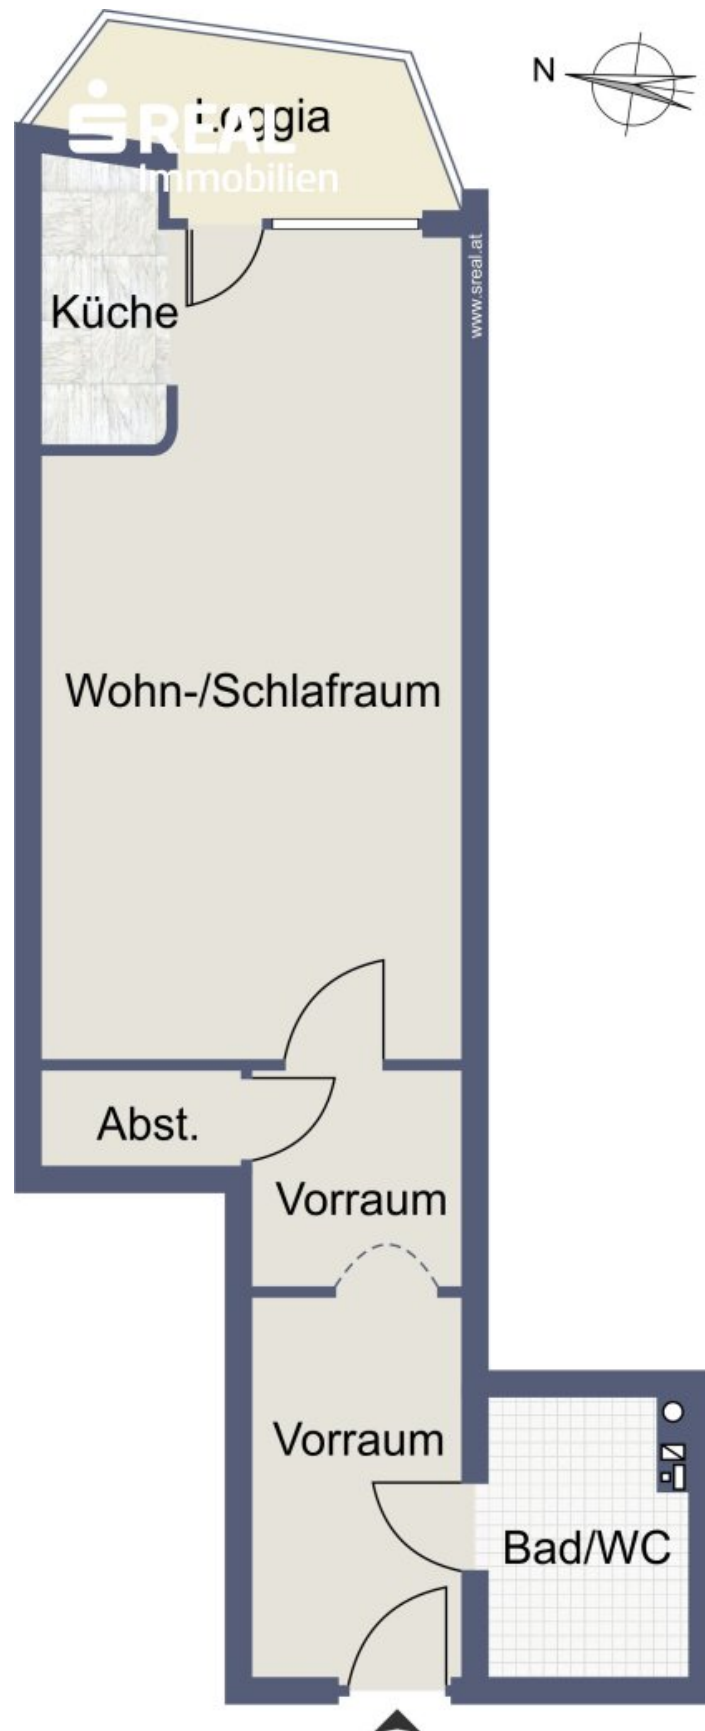 N
Loggia
S REAL
Immobilien
www.sreal.at
Küche
Wohn-/Schlafraum
Abst.
Vorraum
Vorraum
Bad/WC